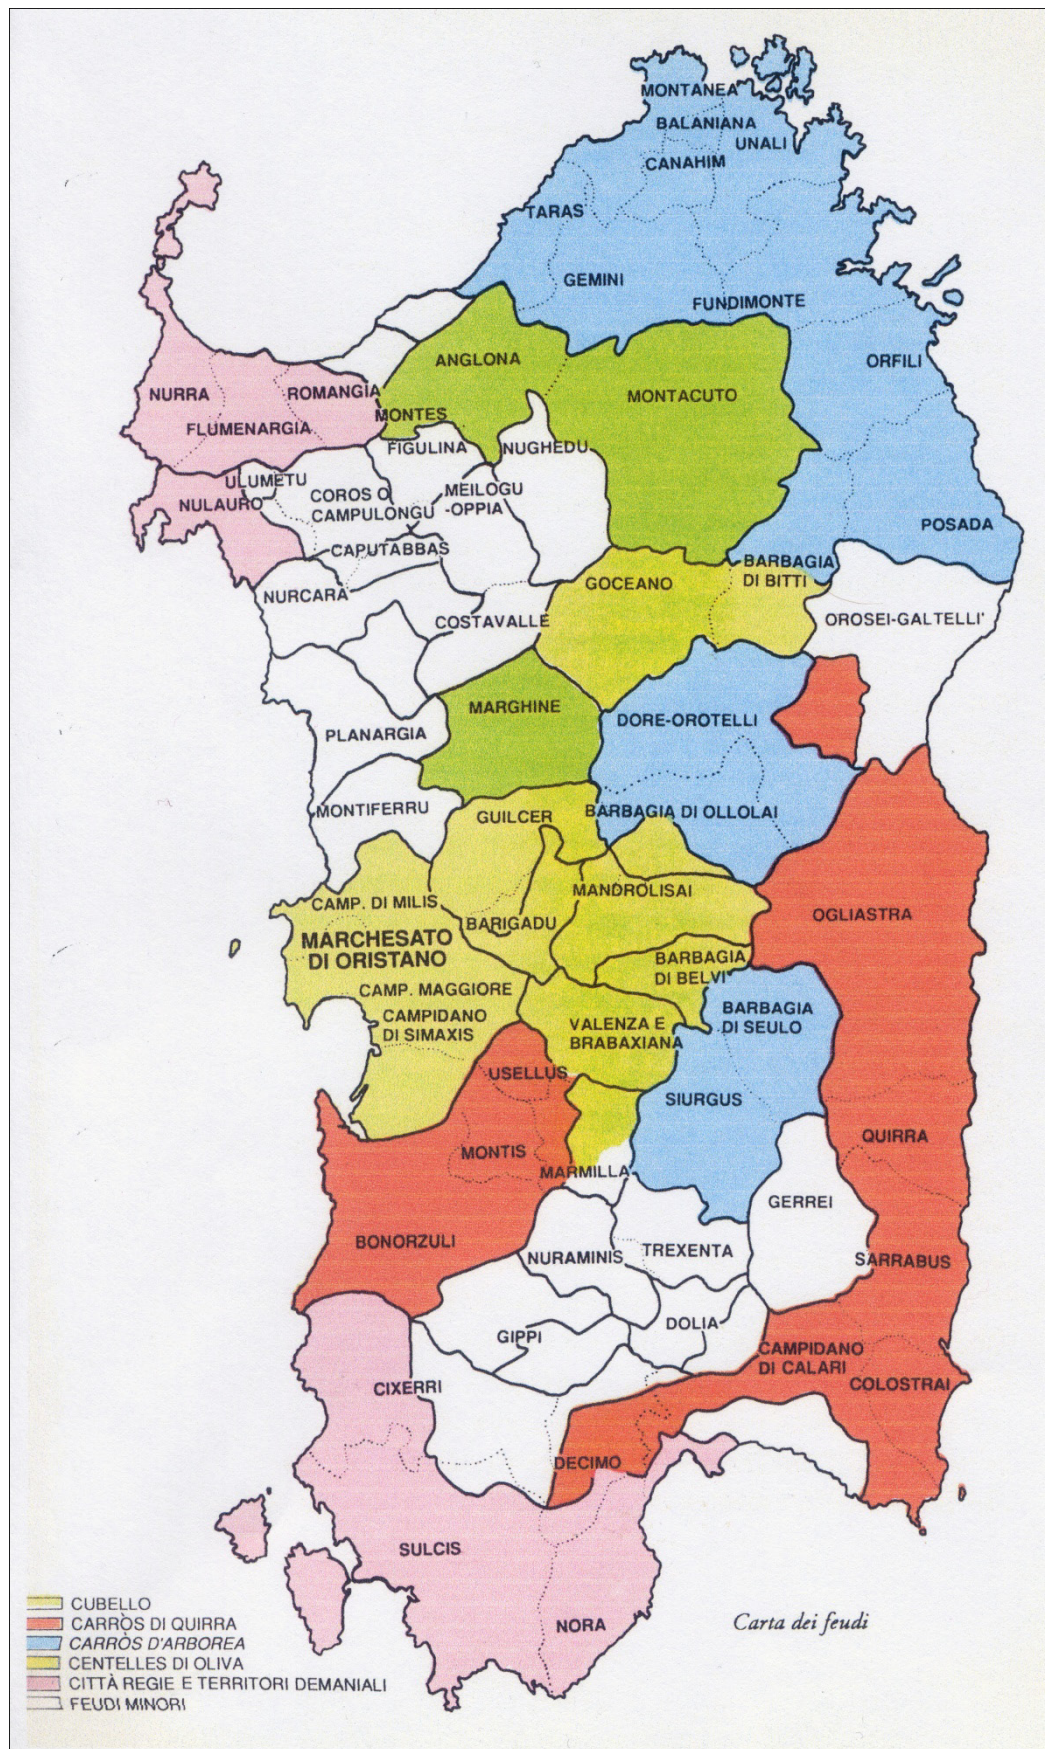 MONTANEA
BALANIANA
UNALI
CANAHIM
TARAS
GEMINI
FUNDIMONTE
ORFILI
ANGLONA
MONTACUTO
NURRA
ROMANGIA
MONTES
FLUMENARGIA
FIGULINA
NUGHEDU
ULUMETU
NULAURO
COROS O
CAMPULONGU
MEILOGU
-OPPIA
POSADA
CAPUTABBAS
BARBAGIA
DI BITTI
GOCEANO
NURCARA
COSTAVALLE
OROSEI-GALTELLI'
MARGHINE
DORE-OROTELLI
PLANARGIA
MONTIFERRU
GUILCER
BARBAGIA DI OLLOLAI
MANDROLISAI
CAMP. DI MILIS
BARIGADU
OGLIASTRA
MARCHESATO
DI ORISTANO
BARBAGIA
DI BELVI'
CAMP. MAGGIORE
CAMPIDANO
DI SIMAXIS
VALENZA E
BRABAXIANA
BARBAGIA
DI SEULO
USELLUS
SIURGUS
MONTIS
QUIRRA
MARMILLA
GERREI
BONORZULI
NURAMINIS
TREXENTA
SARRABUS
GIPPI
DOLIA
CAMPIDANO
DI CALARI
COLOSTRAI
CIXERRI
DECIMO
SULCIS
NORA
CUBELLO
CARRÒS DI QUIRRA
CARRÒS D'ARBOREA
CENTELLES DI OLIVA
CITTÀ REGIE E TERRITORI DEMANIALI
FEUDI MINORI
Carta dei feudi